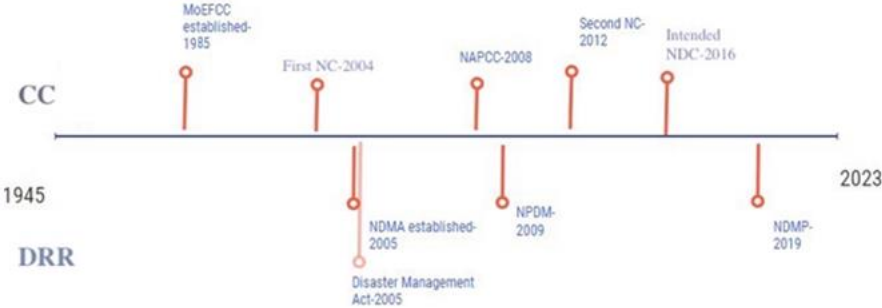 MoEFCC
established-
1985
First NC-2004
NAPCC-2008
Second NC-
2012
Intended
NDC-2016
CC
1945
2023
NDMA established-
2005
NPDM-
2009
NDMP-
2019
DRR
Disaster Management
Act-2005